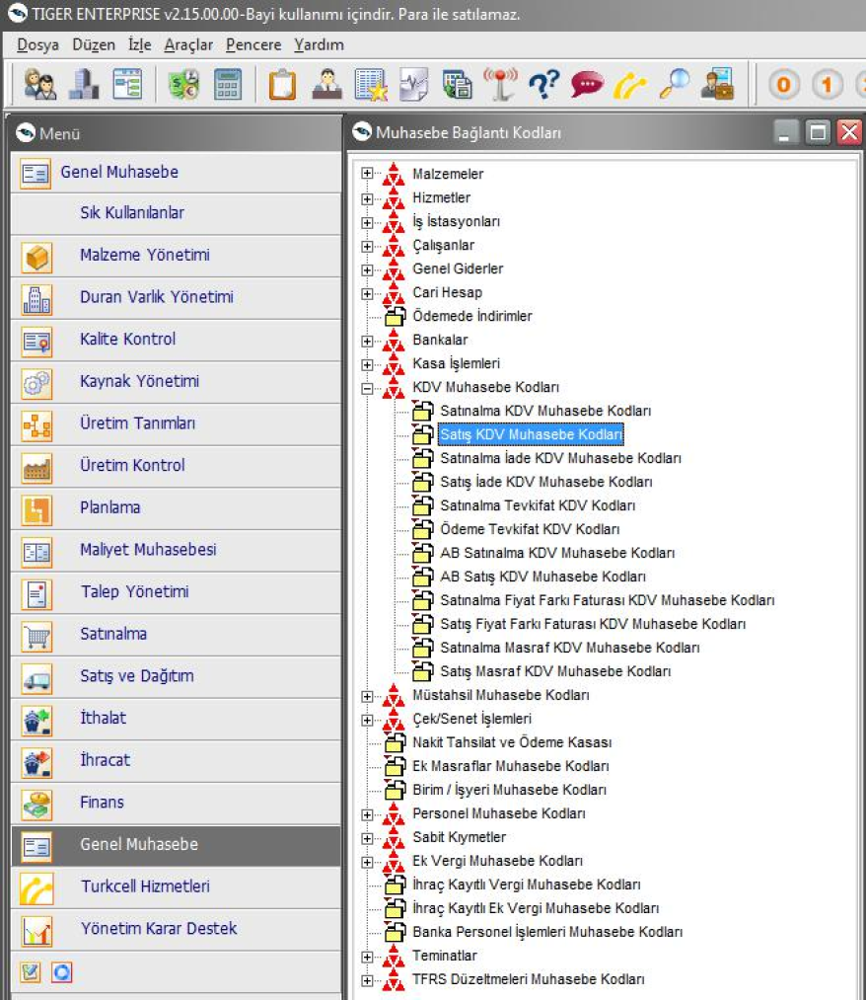 TIGER ENTERPRISE v2.15.00.00-Bayi kullanımı içindir. Para ile satılamaz.
Dosya Düzen İzle Araçlar Pencere Yardım
0 1
Menü
Genel Muhasebe
Sık Kullanılanlar
Malzeme Yönetimi
Duran Varlık Yönetimi
Kalite Kontrol
Kaynak Yönetimi
Üretim Tanımları
Üretim Kontrol
Planlama
Maliyet Muhasebesi
Talep Yönetimi
Satınalma
Satış ve Dağıtım
İthalat
İhracat
Finans
Genel Muhasebe
Turkcell Hizmetleri
Yönetim Karar Destek
Muhasebe Bağlantı Kodları
Malzemeler
Hizmetler
İş İstasyonları
Çalışanlar
Genel Giderler
Cari Hesap
Ödemede İndirimler
Bankalar
Kasa İşlemleri
KDV Muhasebe Kodları
Satınalma KDV Muhasebe Kodları
Satış KDV Muhasebe Kodları
Satınalma İade KDV Muhasebe Kodları
Satış İade KDV Muhasebe Kodları
Satınalma Tevkifat KDV Kodları
Ödeme Tevkifat KDV Kodları
AB Satınalma KDV Muhasebe Kodları
AB Satış KDV Muhasebe Kodları
Satınalma Fiyat Farkı Faturası KDV Muhasebe Kodları
Satış Fiyat Farkı Faturası KDV Muhasebe Kodları
Satınalma Masraf KDV Muhasebe Kodları
Satış Masraf KDV Muhasebe Kodları
Müstahsil Muhasebe Kodları
Çek/Senet İşlemleri
Nakit Tahsilat ve Ödeme Kasası
Ek Masraflar Muhasebe Kodları
Birim / İşyeri Muhasebe Kodları
Personel Muhasebe Kodları
Sabit Kıymetler
Ek Vergi Muhasebe Kodları
İhraç Kayıtlı Vergi Muhasebe Kodları
İhraç Kayıtlı Ek Vergi Muhasebe Kodları
Banka Personel İşlemleri Muhasebe Kodları
Teminatlar
TFRS Düzeltmeleri Muhasebe Kodları